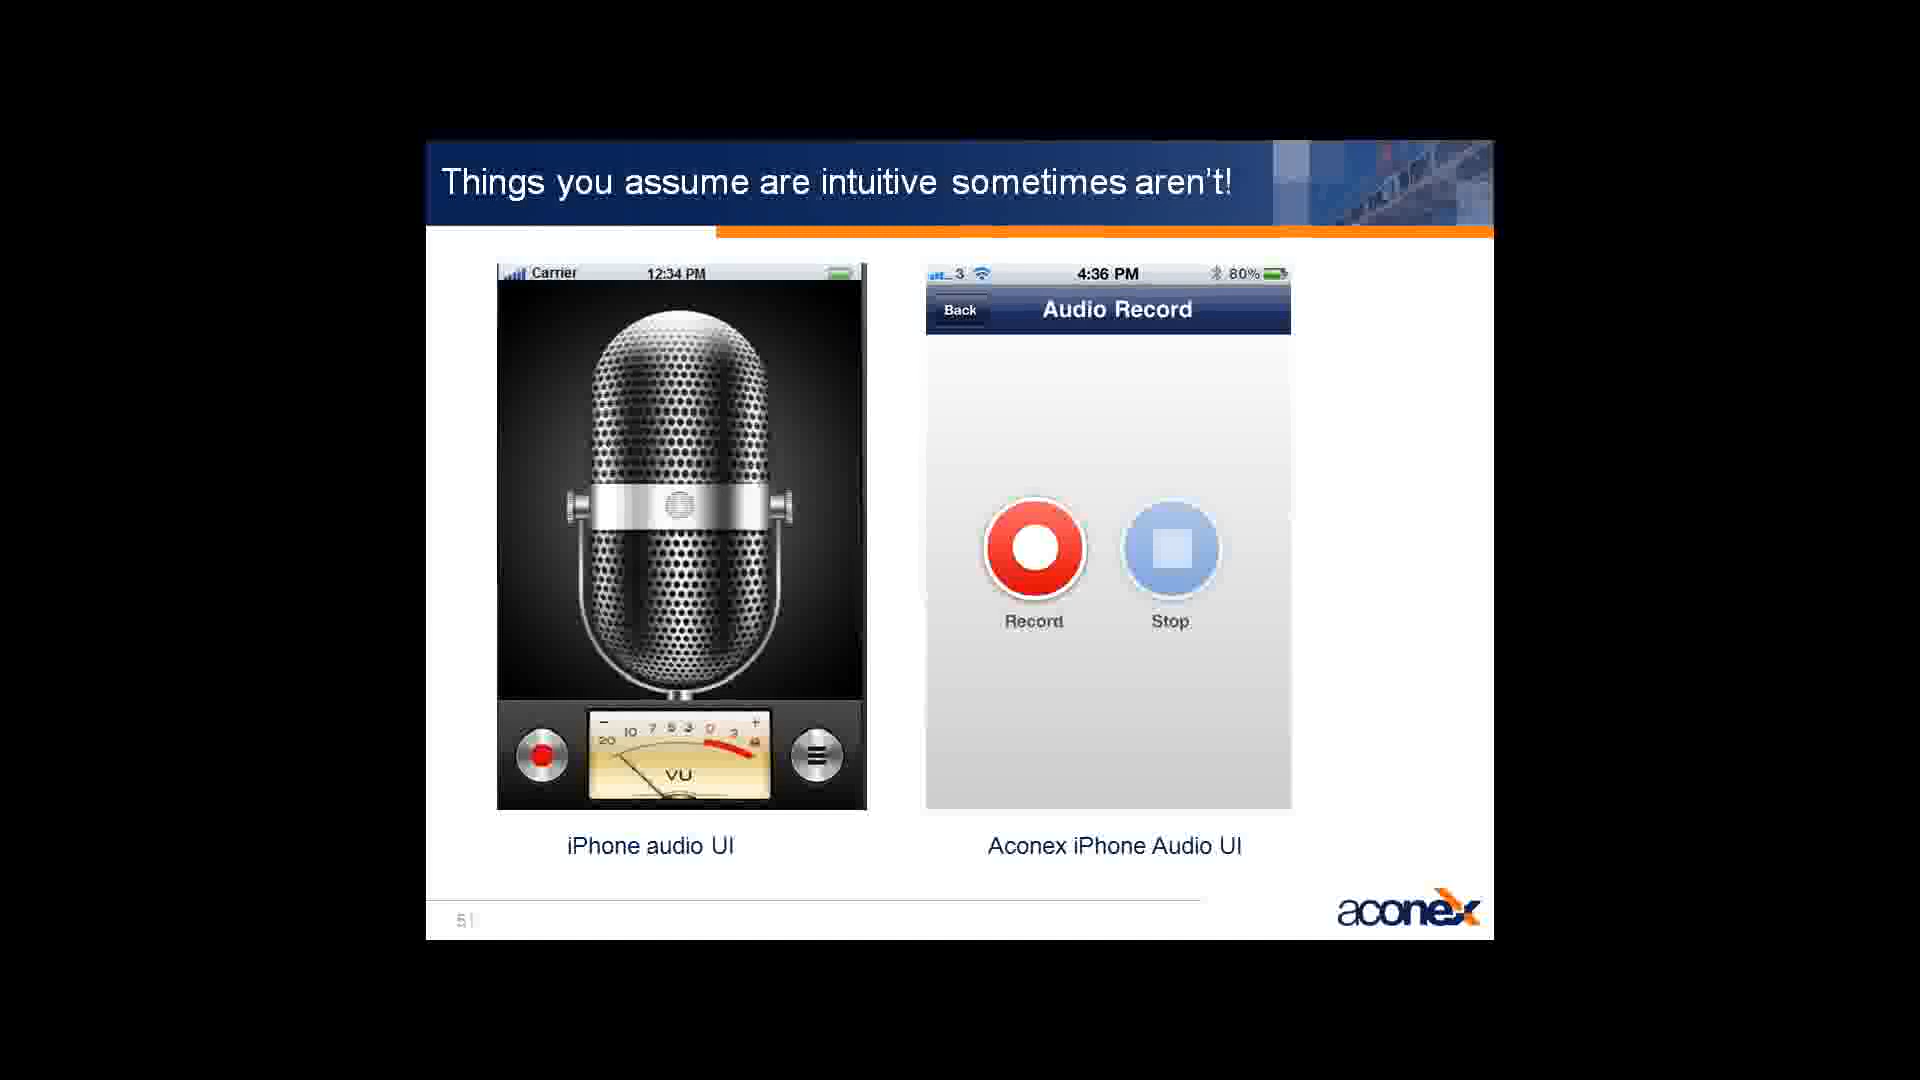 Things you assume are intuitive sometimes aren't!
Carrier 12:34 PM
3 4:36 PM 80%
Back Audio Record
Record Stop
- 20 10 7 5 3 0 3 +
VU
iPhone audio UI
Aconex iPhone Audio UI
5 |
aconex